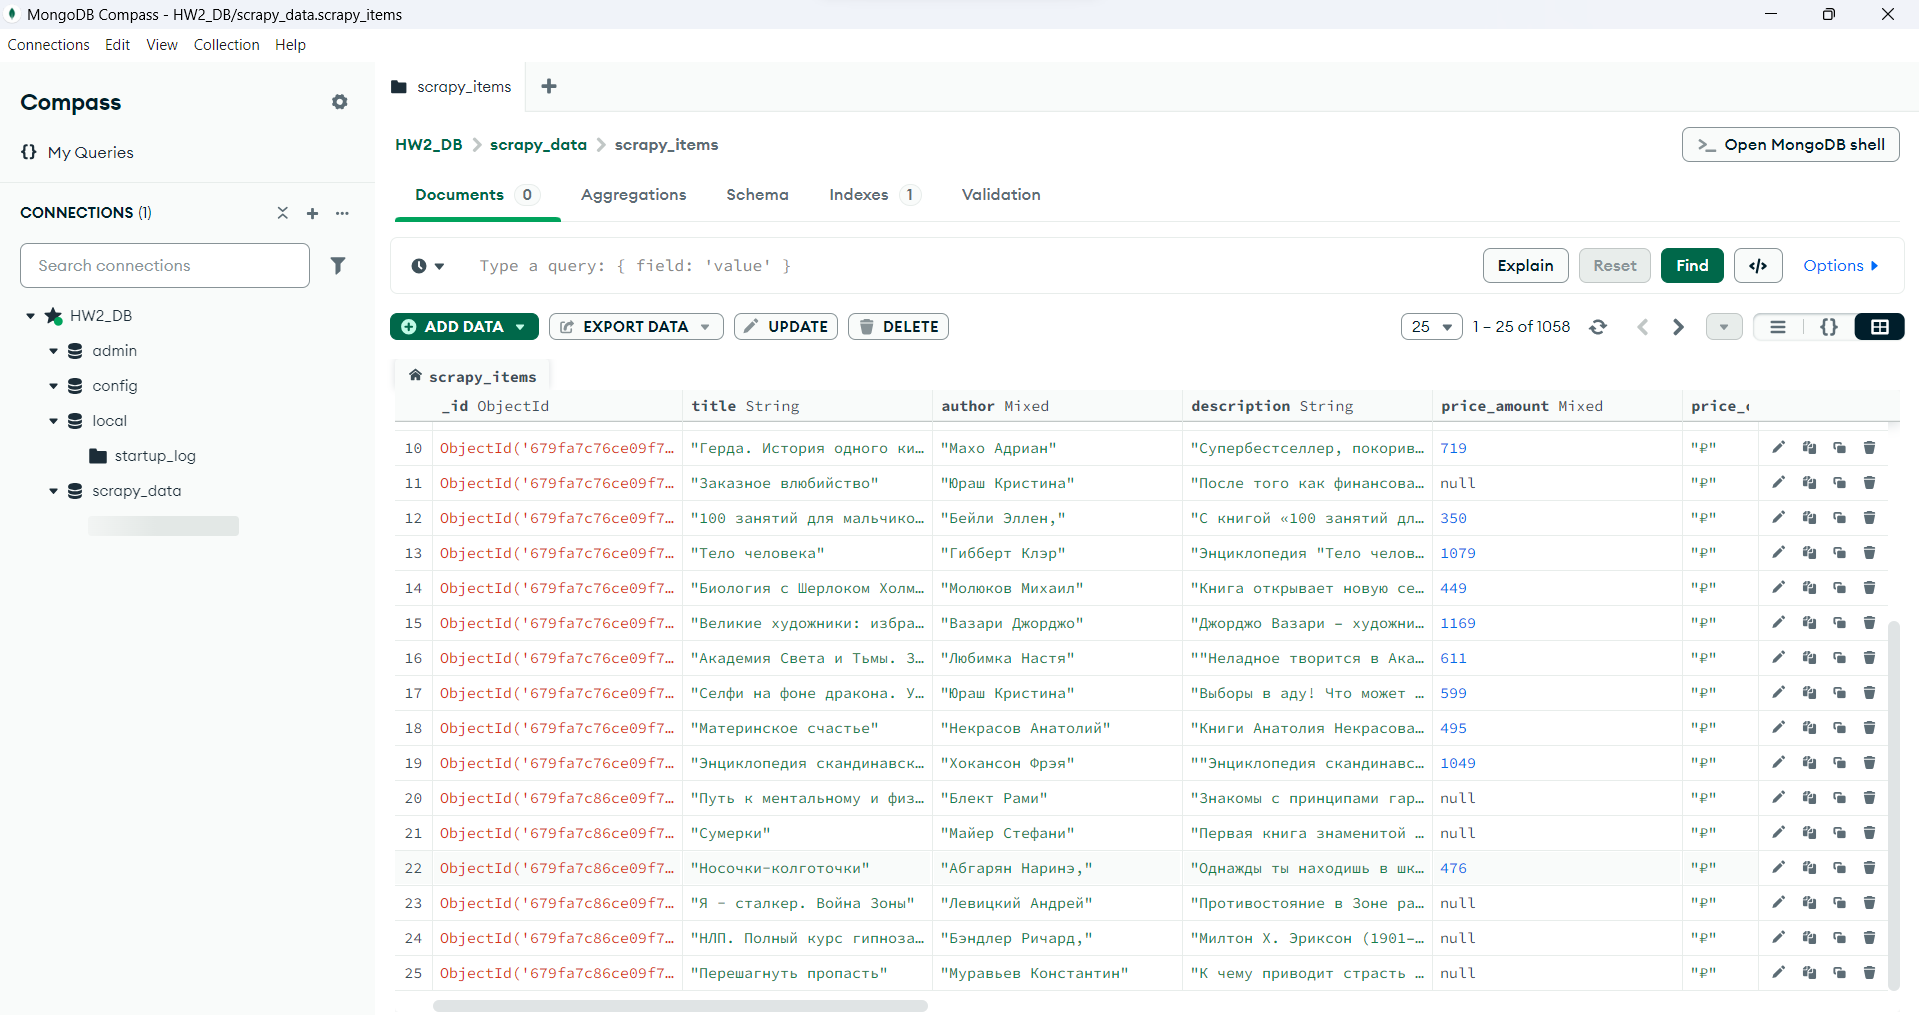 MongoDB Compass - HW2_DB/scrapy_data.scrapy_items
Connections Edit View Collection Help
Compass
{} My Queries
CONNECTIONS (1)
Search connections
HW2_DB
admin
config
local
startup_log
scrapy_data
scrapy_items
HW2_DB > scrapy_data > scrapy_items
>_ Open MongoDB shell
Documents 0 Aggregations Schema Indexes 1 Validation
Type a query: { field: 'value' }
Explain Reset Find </> Options
ADD DATA EXPORT DATA UPDATE DELETE
25 1 – 25 of 1058 {}
scrapy_items
_id ObjectId title String author Mixed description String price_amount Mixed price_c
10 ObjectId('679fa7c76ce09f7… "Герда. История одного ки… "Махо Адриан" "Супербестселлер, покорив… 719 "₽"
11 ObjectId('679fa7c76ce09f7… "Заказное влюбийство" "Юраш Кристина" "После того как финансова… null "₽"
12 ObjectId('679fa7c76ce09f7… "100 занятий для мальчико… "Бейли Эллен," "С книгой «100 занятий дл… 350 "₽"
13 ObjectId('679fa7c76ce09f7… "Тело человека" "Гибберт Клэр" "Энциклопедия "Тело челов… 1079 "₽"
14 ObjectId('679fa7c76ce09f7… "Биология с Шерлоком Холм… "Молюков Михаил" "Книга открывает новую се… 449 "₽"
15 ObjectId('679fa7c76ce09f7… "Великие художники: избра… "Вазари Джорджо" "Джорджо Вазари – художни… 1169 "₽"
16 ObjectId('679fa7c76ce09f7… "Академия Света и Тьмы. З… "Любимка Настя" ""Неладное творится в Ака… 611 "₽"
17 ObjectId('679fa7c76ce09f7… "Селфи на фоне дракона. У… "Юраш Кристина" "Выборы в аду! Что может … 599 "₽"
18 ObjectId('679fa7c76ce09f7… "Материнское счастье" "Некрасов Анатолий" "Книги Анатолия Некрасова… 495 "₽"
19 ObjectId('679fa7c76ce09f7… "Энциклопедия скандинавск… "Хокансон Фрэя" ""Энциклопедия скандинавс… 1049 "₽"
20 ObjectId('679fa7c86ce09f7… "Путь к ментальному и физ… "Блект Рами" "Знакомы с принципами гар… null "₽"
21 ObjectId('679fa7c86ce09f7… "Сумерки" "Майер Стефани" "Первая книга знаменитой … null "₽"
22 ObjectId('679fa7c86ce09f7… "Носочки-колготочки" "Абгарян Наринэ," "Однажды ты находишь в шк… 476 "₽"
23 ObjectId('679fa7c86ce09f7… "Я - сталкер. Война Зоны" "Левицкий Андрей" "Противостояние в Зоне ра… null "₽"
24 ObjectId('679fa7c86ce09f7… "НЛП. Полный курс гипноза… "Бэндлер Ричард," "Милтон Х. Эриксон (1901-… null "₽"
25 ObjectId('679fa7c86ce09f7… "Перешагнуть пропасть" "Муравьев Константин" "К чему приводит страсть … null "₽"